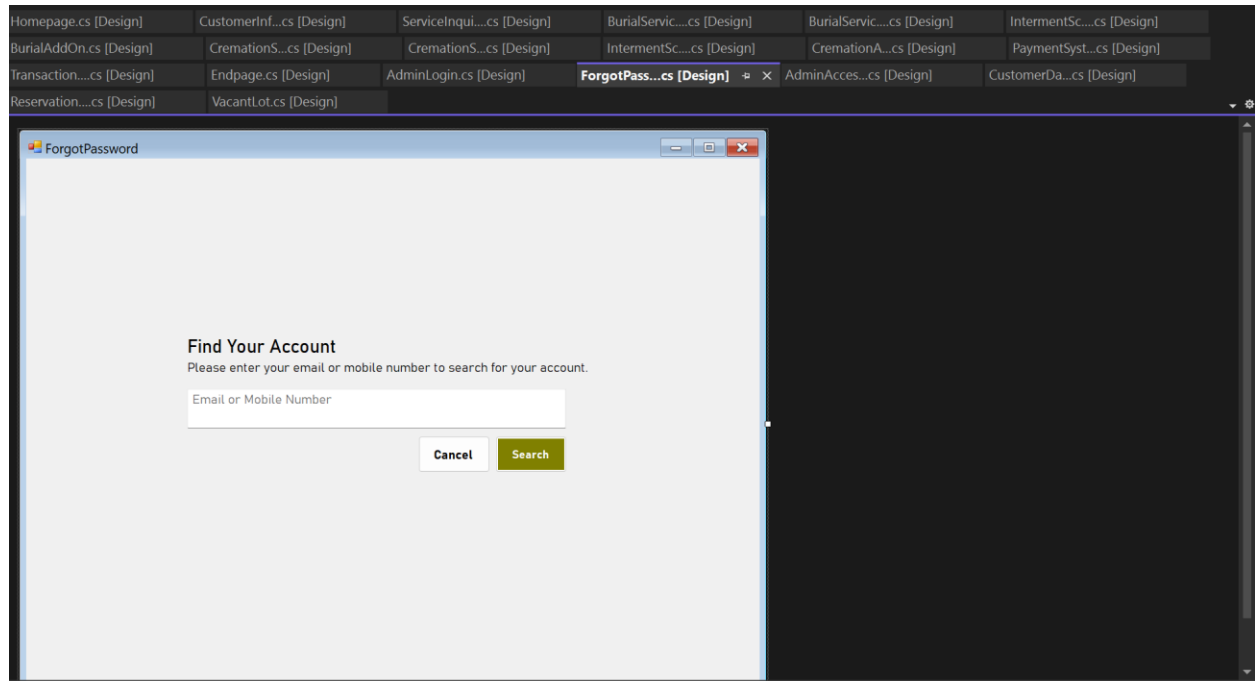 Homepage.cs [Design] CustomerInf...cs [Design] ServiceInqui....cs [Design] BurialServic....cs [Design] BurialServic....cs [Design] IntermentSc....cs [Design]
BurialAddOn.cs [Design] CremationS...cs [Design] CremationS...cs [Design] IntermentSc....cs [Design] CremationA...cs [Design] PaymentSyst...cs [Design]
Transaction....cs [Design] Endpage.cs [Design] AdminLogin.cs [Design] ForgotPass...cs [Design] AdminAcces...cs [Design] CustomerDa...cs [Design]
Reservation....cs [Design] VacantLot.cs [Design]
ForgotPassword
Find Your Account
Please enter your email or mobile number to search for your account.
Email or Mobile Number
Cancel Search